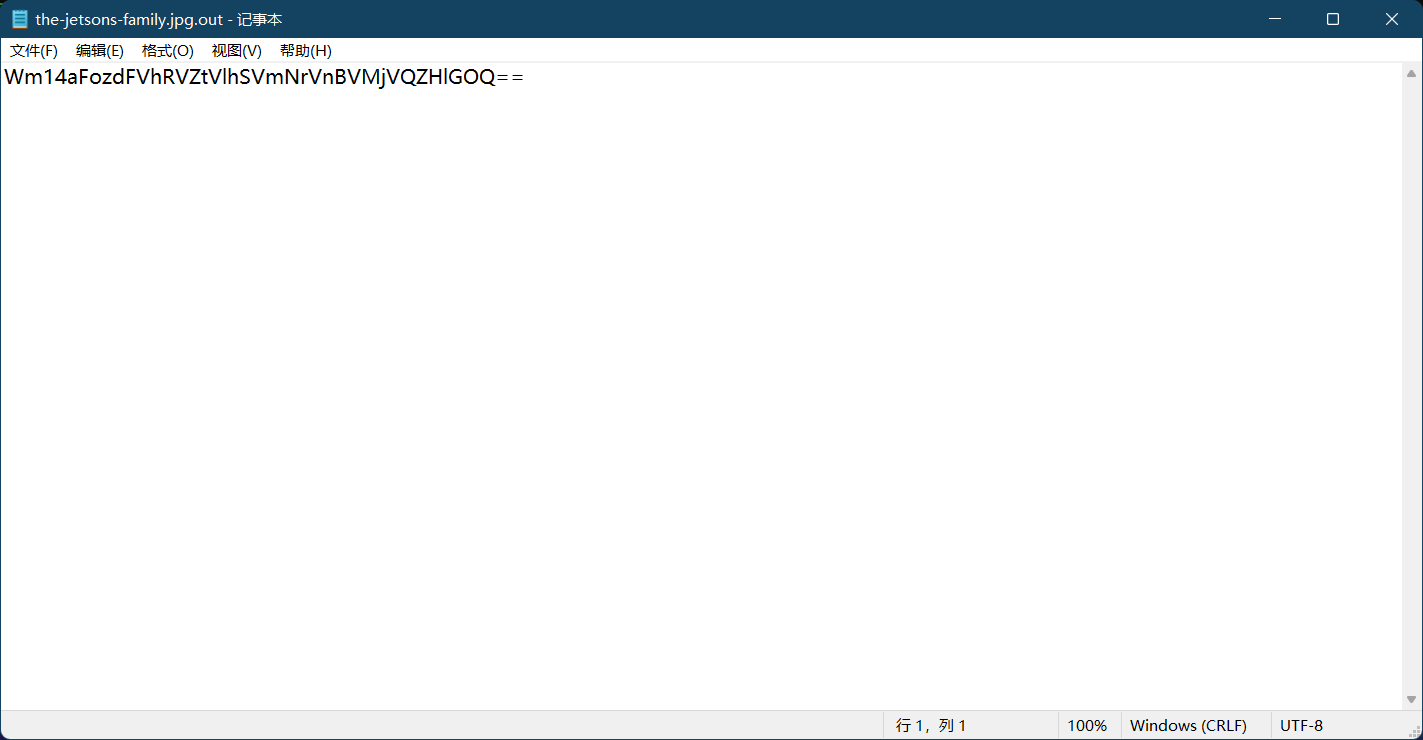 the-jetsons-family.jpg.out - 记事本
文件(F) 编辑(E) 格式(O) 视图(V) 帮助(H)
Wm14aFozdFVhRVZtVlhSVmNrVnBVMjVQZHlGOQ==
行 1，列 1 100% Windows (CRLF) UTF-8